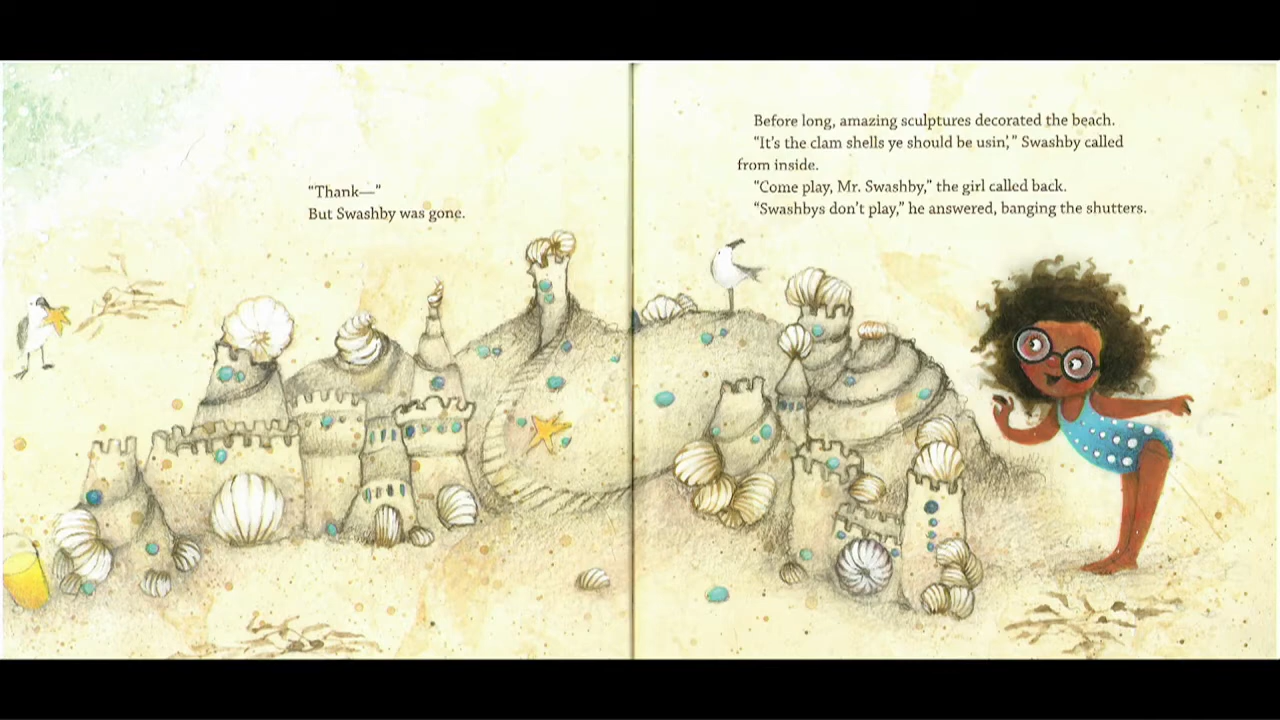 “Thank—”
But Swashby was gone.
Before long, amazing sculptures decorated the beach.
“It’s the clam shells ye should be usin’,” Swashby called
from inside.
“Come play, Mr. Swashby,” the girl called back.
“Swashbys don’t play,” he answered, banging the shutters.